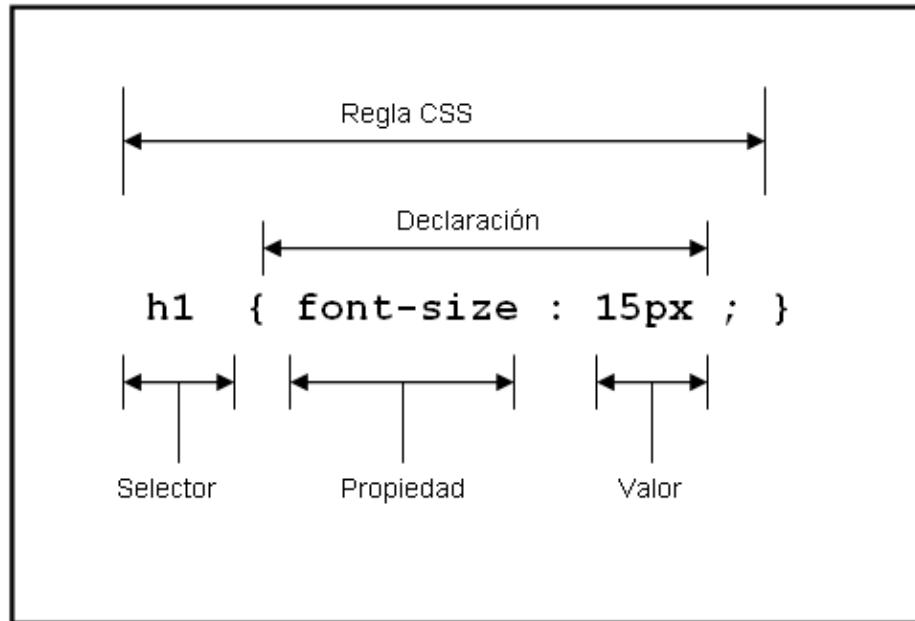 Regla CSS
Declaración
h1 { font-size : 15px ; }
Selector Propiedad Valor